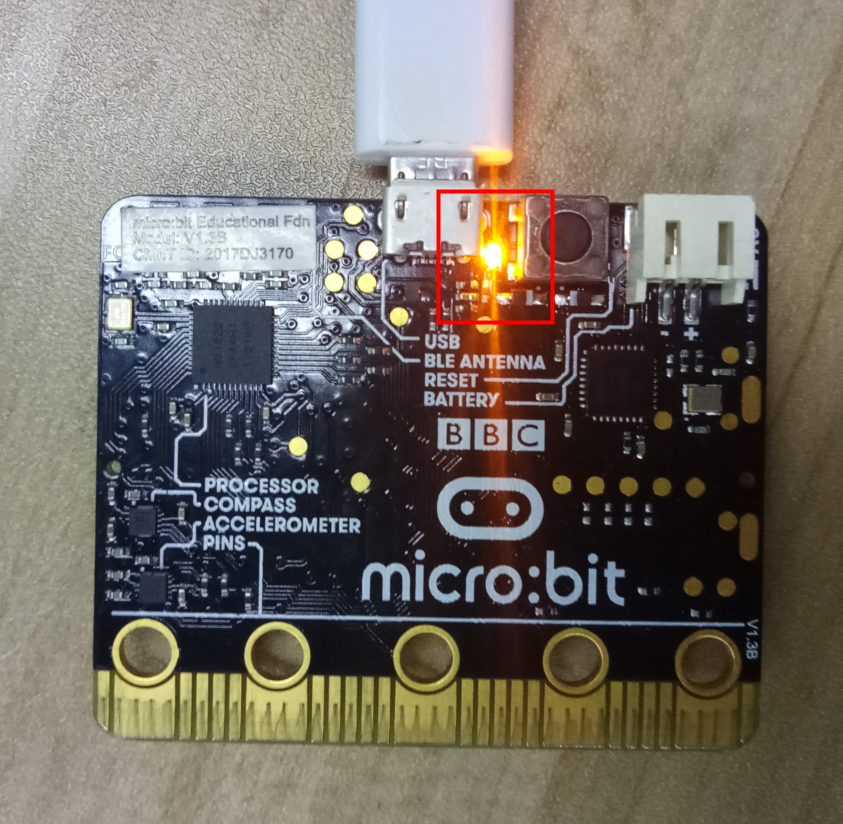 micro:bit Educational Fdn
Model: V1.3B
CMIIT ID: 2017DJ3170
USB
BLE ANTENNA
RESET
BATTERY
- +
BBC
PROCESSOR
COMPASS
ACCELEROMETER
PINS
micro:bit
V1.3B